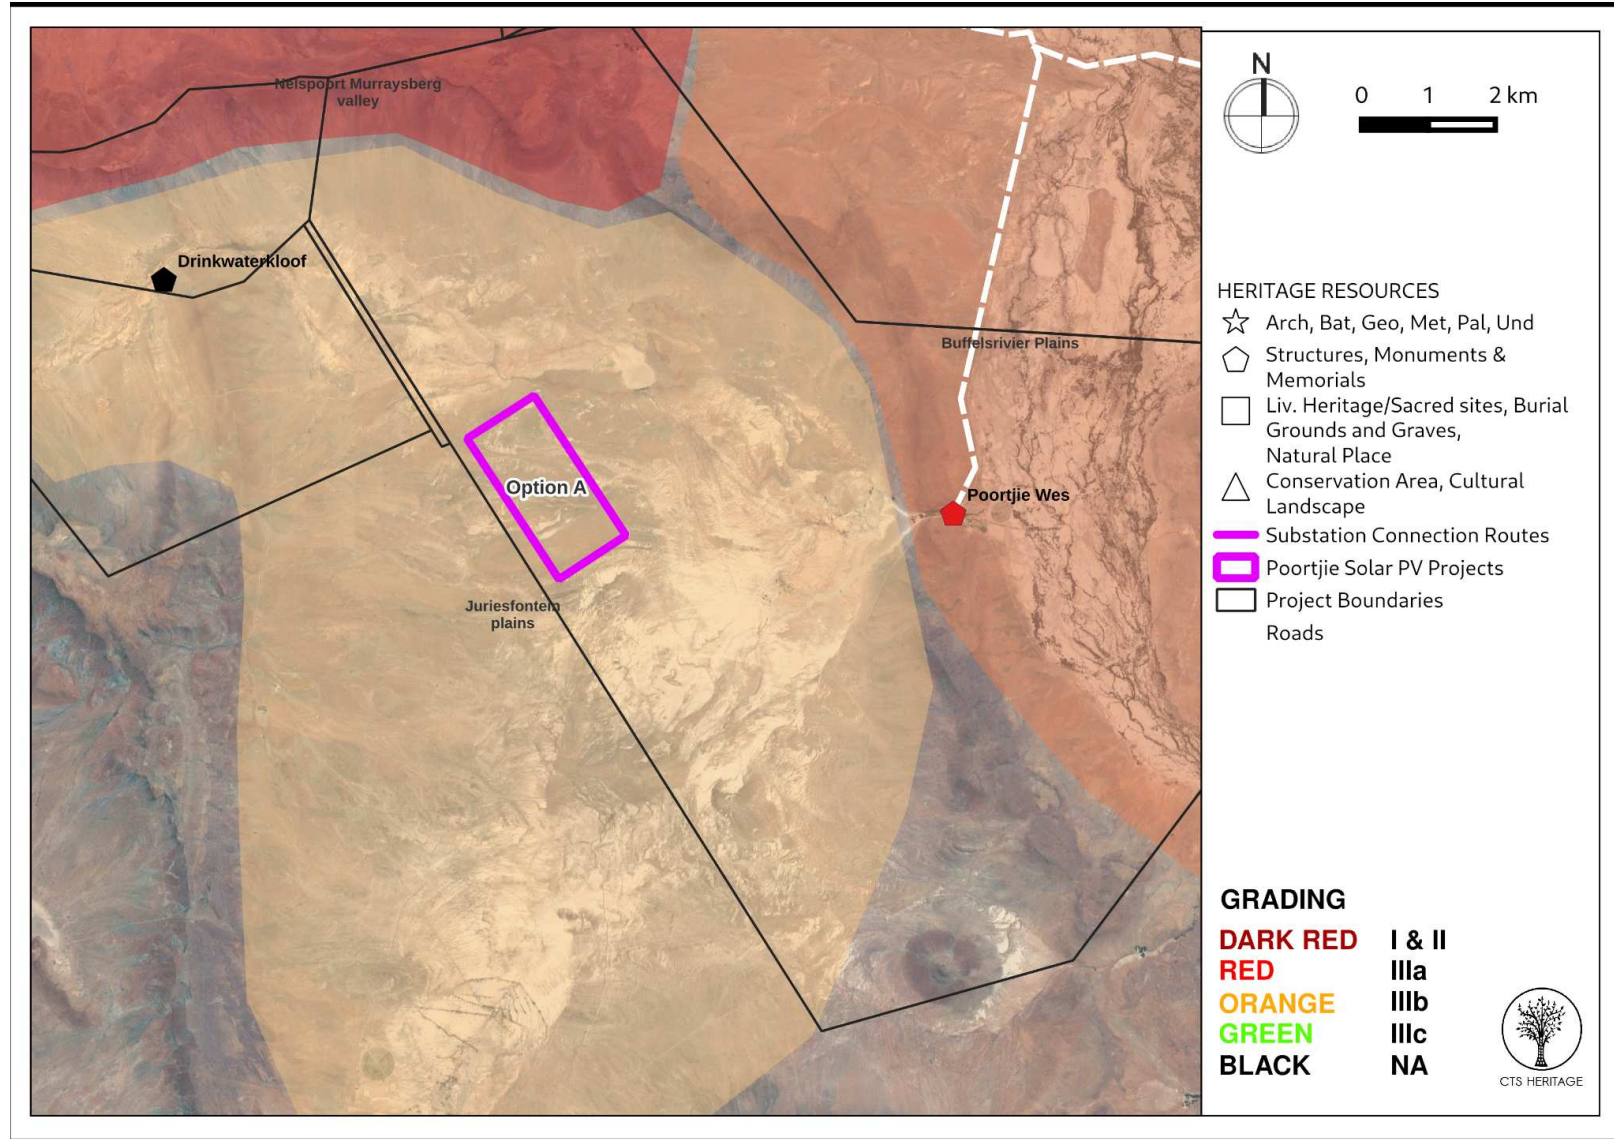 Nelspoort Murraysberg
valley
Drinkwaterkloof
Buffelsrivier Plains
Option A
Poortjie Wes
Juriesfontein
plains
N
0 1 2 km
HERITAGE RESOURCES
Arch, Bat, Geo, Met, Pal, Und
Structures, Monuments &
Memorials
Liv. Heritage/Sacred sites, Burial
Grounds and Graves,
Natural Place
Conservation Area, Cultural
Landscape
Substation Connection Routes
Poortjie Solar PV Projects
Project Boundaries
Roads
GRADING
DARK RED I & II
RED IIIa
ORANGE IIIb
GREEN IIIc
BLACK NA
CTS HERITAGE